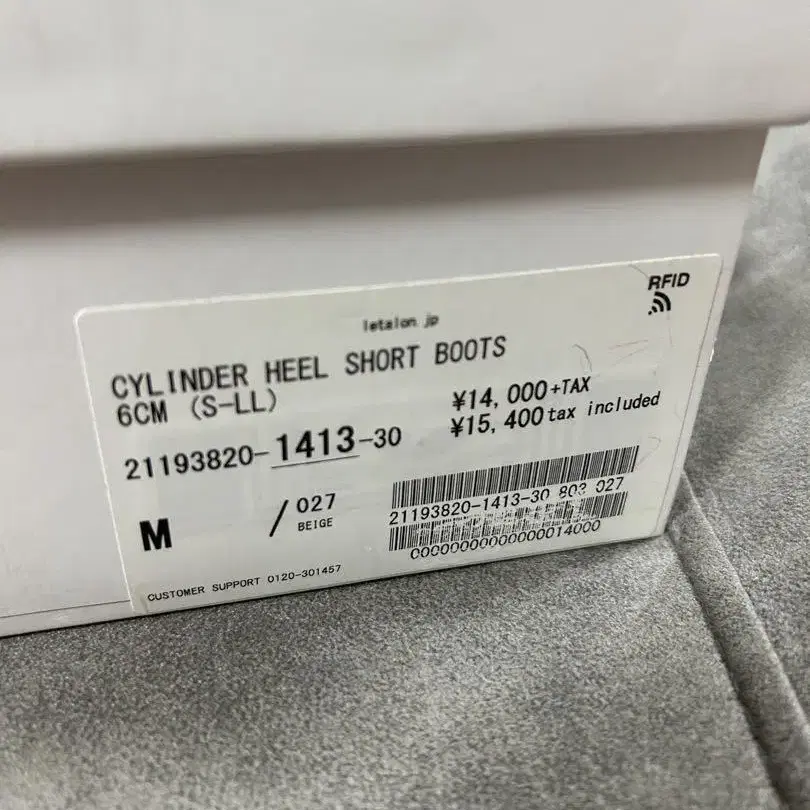 RFID
letalon.jp
CYLINDER HEEL SHORT BOOTS
6CM (S-LL)
¥14,000+TAX
¥15,400 tax included
21193820-1413-30
M / 027
BEIGE
21193820-1413-30 803 027
00000000000000014000
CUSTOMER SUPPORT 0120-301457